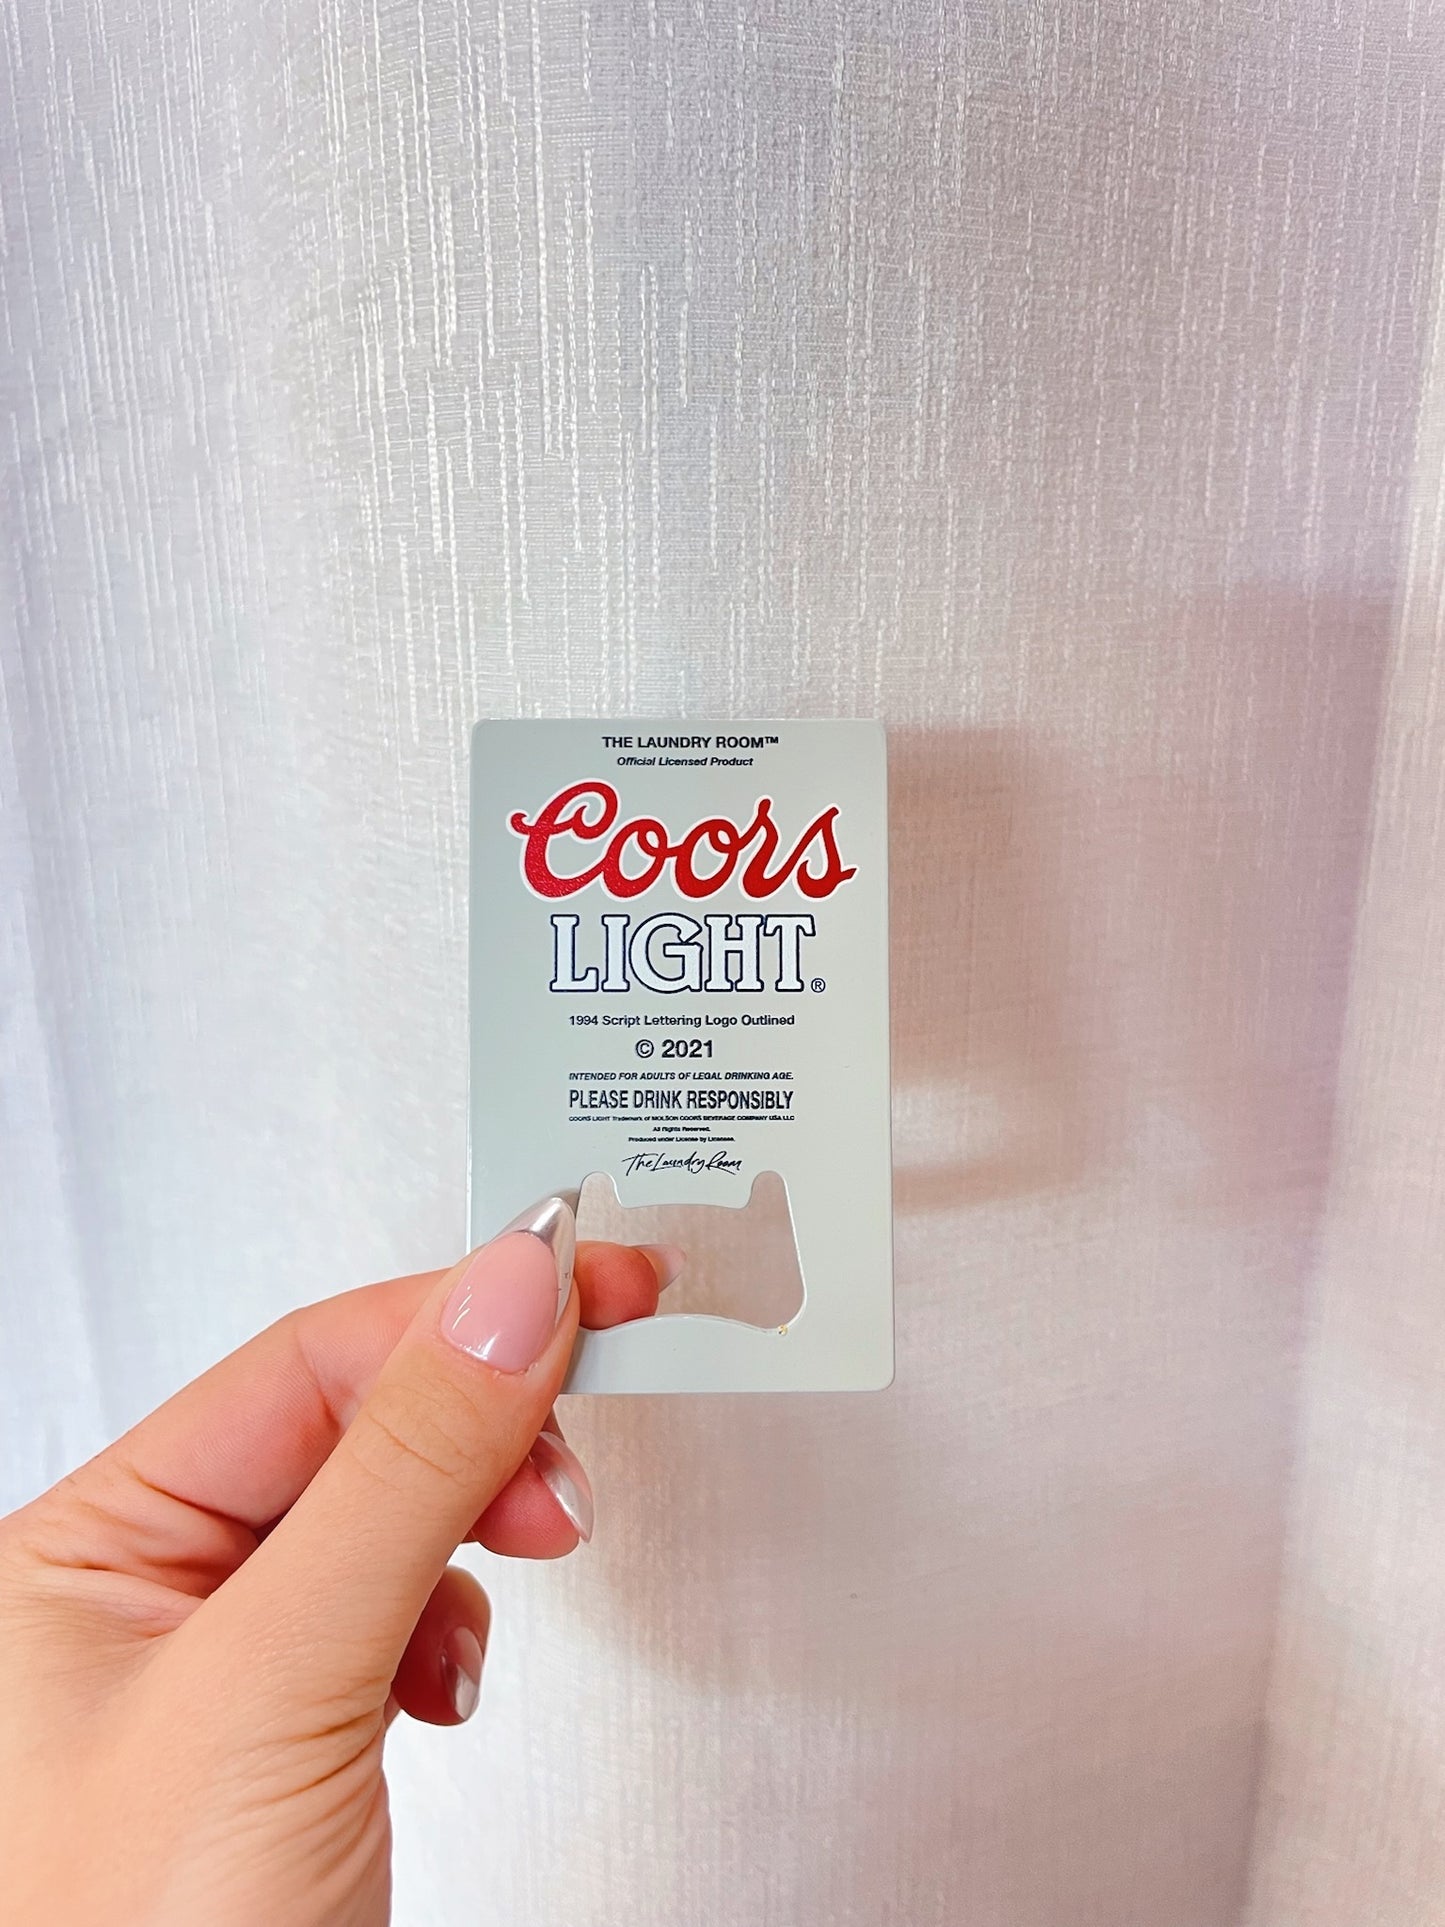 THE LAUNDRY ROOM™
Official Licensed Product
Coors
LIGHT®
1994 Script Lettering Logo Outlined
© 2021
INTENDED FOR ADULTS OF LEGAL DRINKING AGE.
PLEASE DRINK RESPONSIBLY
COORS LIGHT Trademark of MOLSON COORS BEVERAGE COMPANY USA LLC
All Rights Reserved.
Produced under License by Licensee.
The Laundry Room